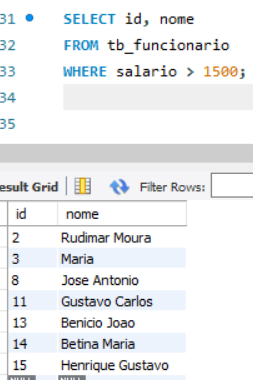 31 SELECT id, nome
32 FROM tb_funcionario
33 WHERE salario > 1500;
34
35
esult Grid Filter Rows:
id nome
2 Rudimar Moura
3 Maria
8 Jose Antonio
11 Gustavo Carlos
13 Benicio Joao
14 Betina Maria
15 Henrique Gustavo
NULL NULL